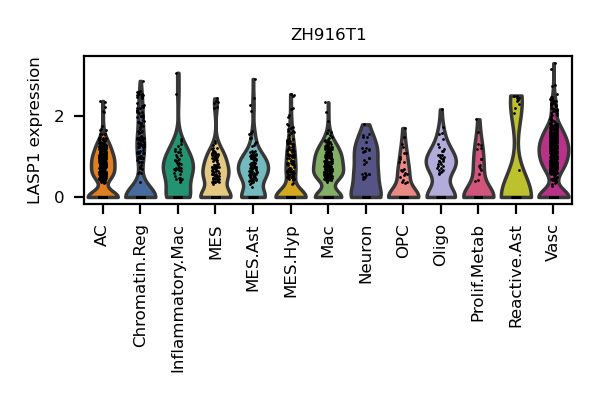 ZH916T1
LASP1 expression
2
0
AC
Chromatin.Reg
Inflammatory.Mac
MES
MES.Ast
MES.Hyp
Mac
Neuron
OPC
Oligo
Prolif.Metab
Reactive.Ast
Vasc